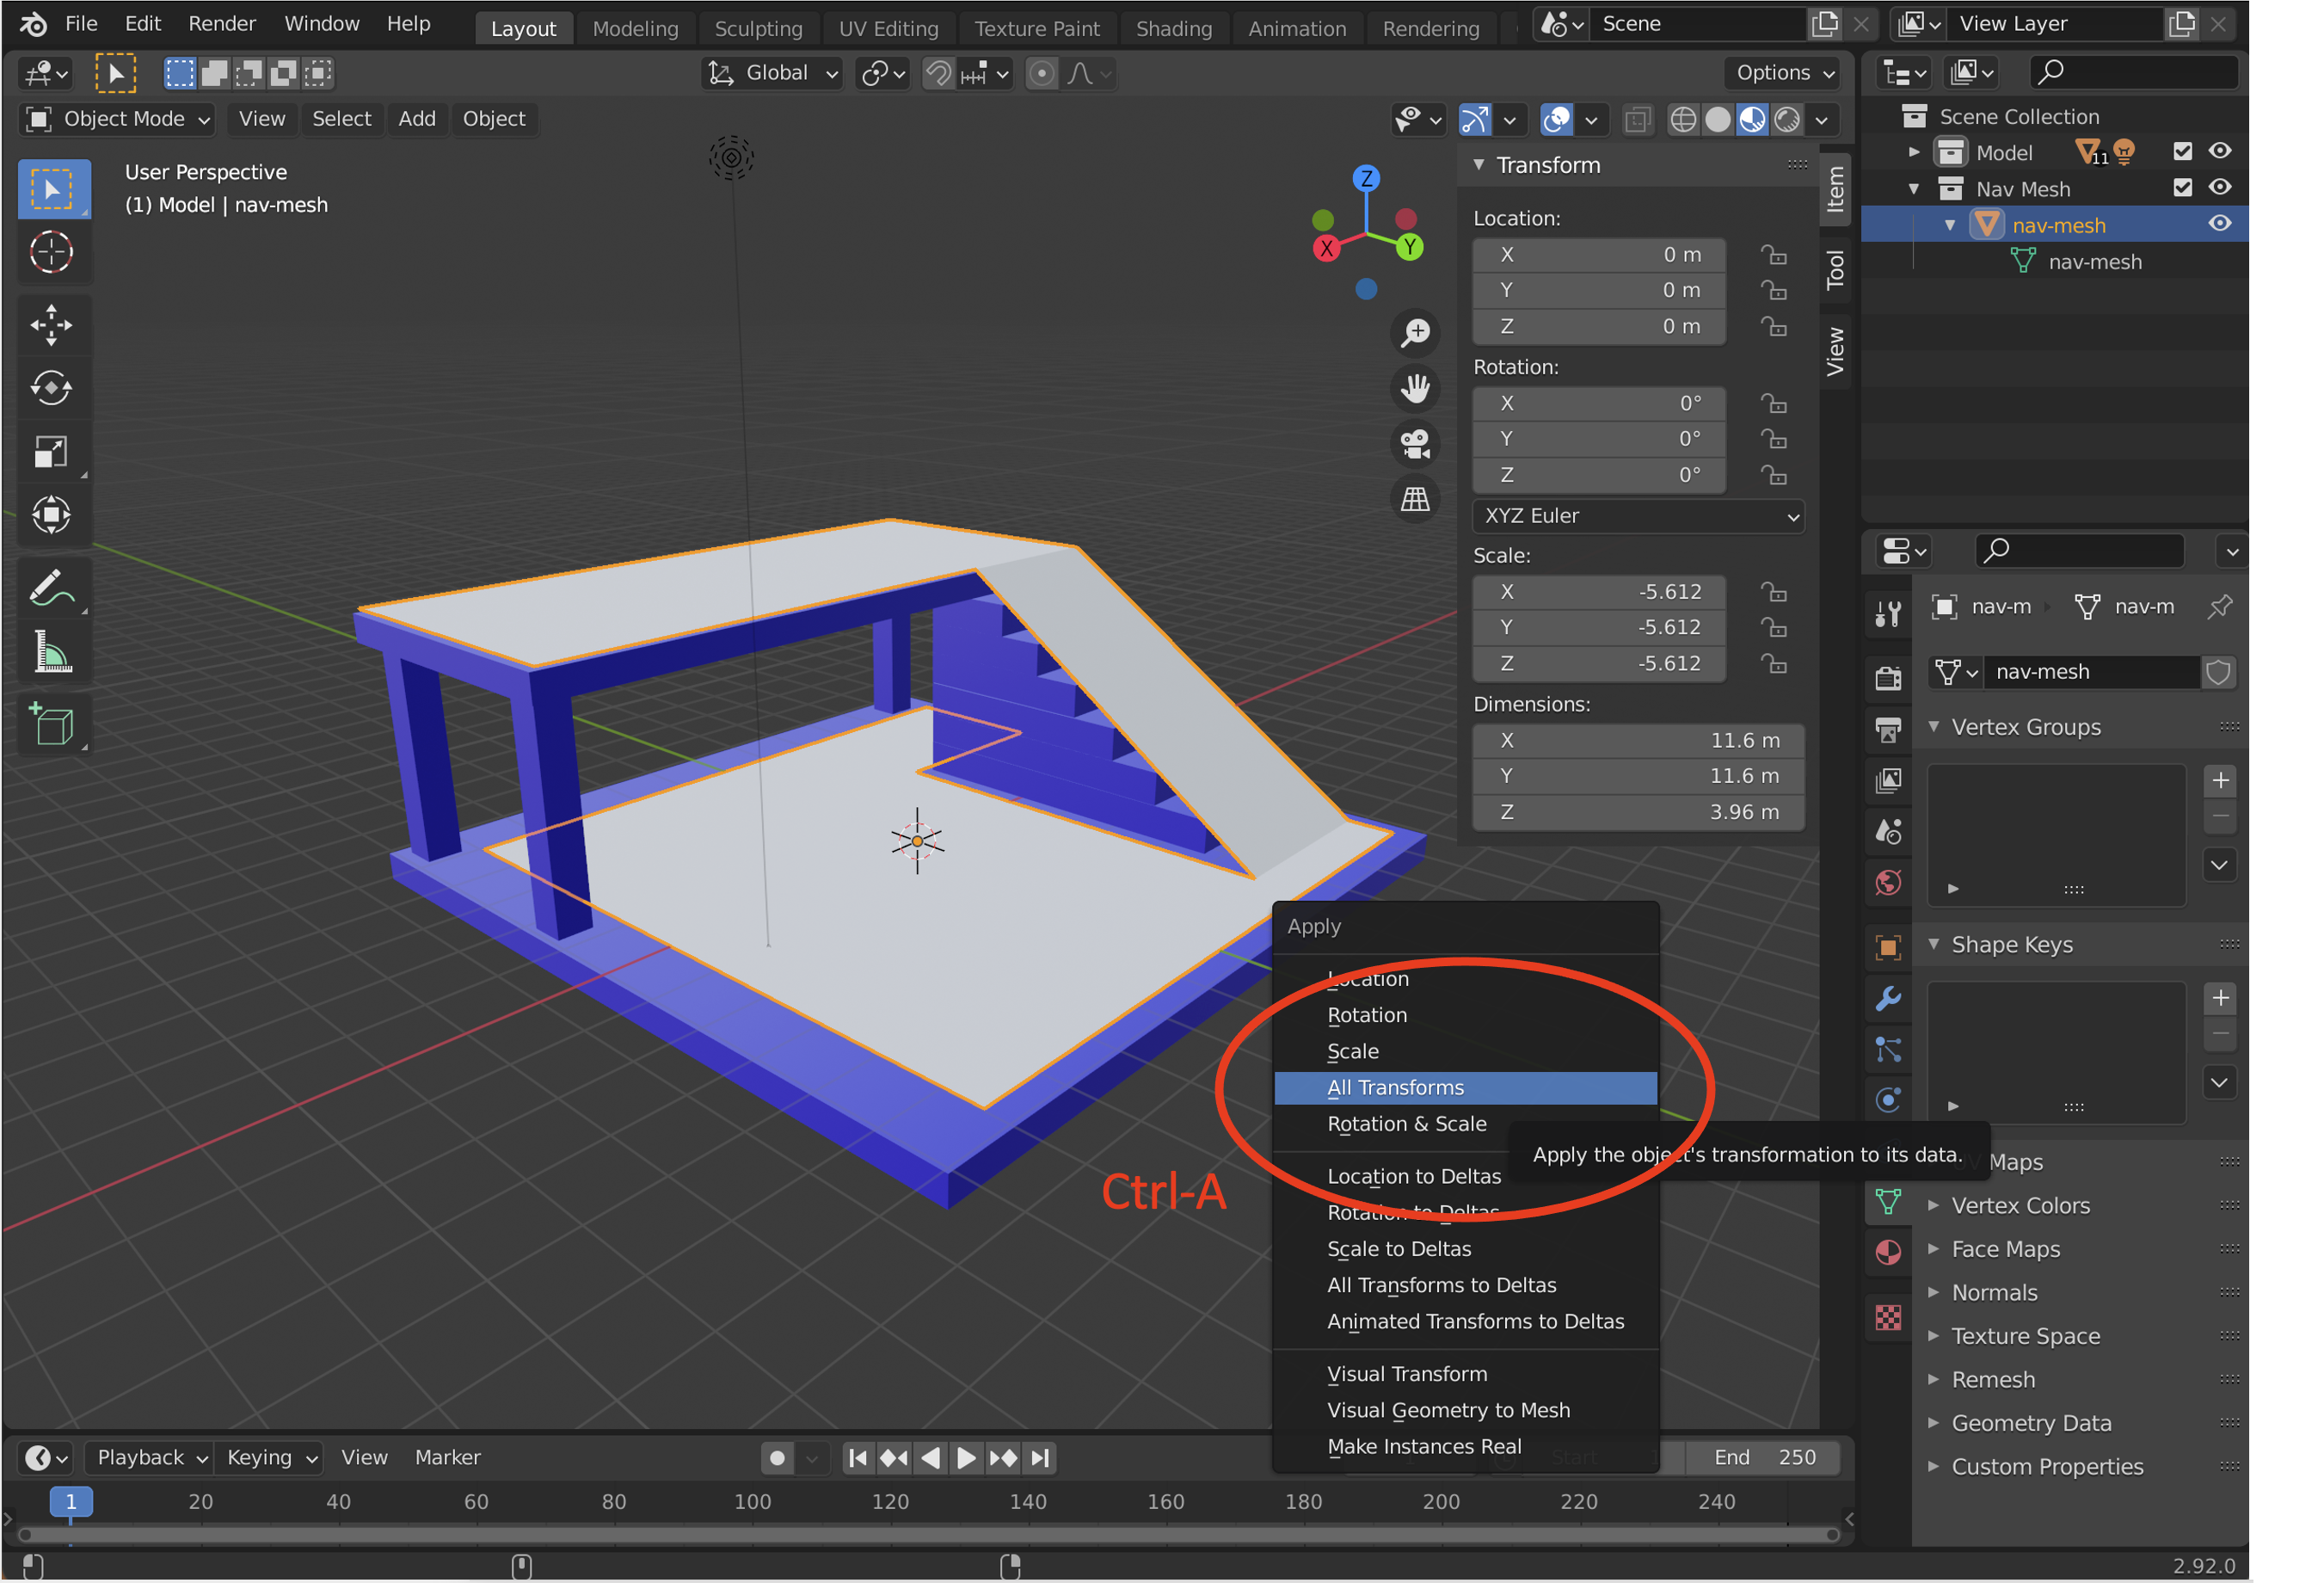 File Edit Render Window Help Layout Modeling Sculpting UV Editing Texture Paint Shading Animation Rendering Scene View Layer
Global Options
Object Mode View Select Add Object
User Perspective
(1) Model | nav-mesh
Z
X
Y
Transform
Location:
X 0 m
Y 0 m
Z 0 m
Rotation:
X 0°
Y 0°
Z 0°
XYZ Euler
Scale:
X -5.612
Y -5.612
Z -5.612
Dimensions:
X 11.6 m
Y 11.6 m
Z 3.96 m
Item
Tool
View
Scene Collection
Model 11
Nav Mesh
nav-mesh
nav-mesh
nav-m nav-m
nav-mesh
Vertex Groups
Shape Keys
UV Maps
Vertex Colors
Face Maps
Normals
Texture Space
Remesh
Geometry Data
Custom Properties
Apply
Location
Rotation
Scale
All Transforms
Rotation & Scale
Apply the object's transformation to its data.
Location to Deltas
Rotation to Deltas
Scale to Deltas
All Transforms to Deltas
Animated Transforms to Deltas
Visual Transform
Visual Geometry to Mesh
Make Instances Real
Ctrl-A
Playback Keying View Marker Start 1 End 250
1 20 40 60 80 100 120 140 160 180 200 220 240
2.92.0